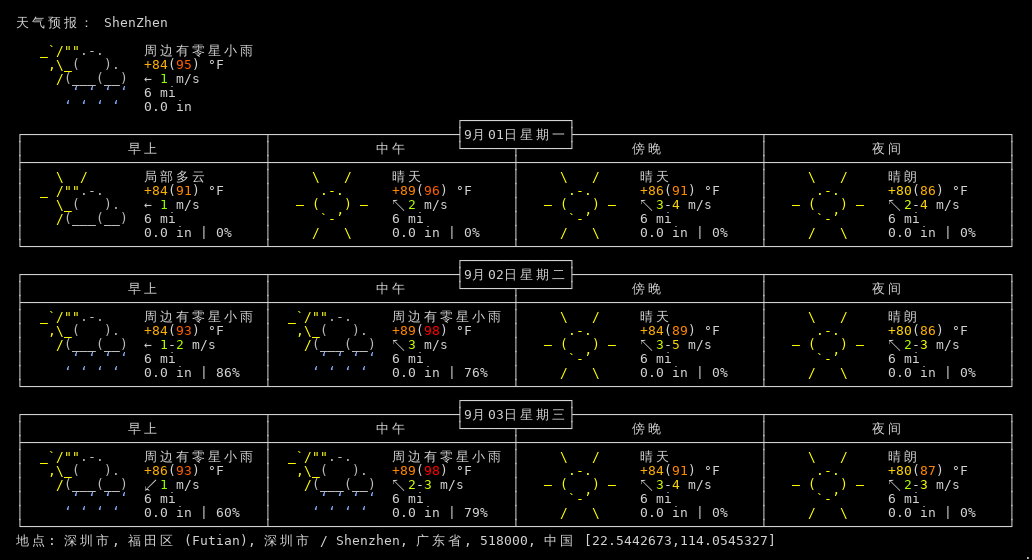 天气预报： ShenZhen
周边有零星小雨
+84(95) °F
← 1 m/s
6 mi
0.0 in
9月01日星期一
早上 中午 傍晚 夜间
局部多云 晴天 晴天 晴朗
+84(91) °F +89(96) °F +86(91) °F +80(86) °F
← 1 m/s ↖ 2 m/s ↖ 3-4 m/s ↖ 2-4 m/s
6 mi 6 mi 6 mi 6 mi
0.0 in | 0% 0.0 in | 0% 0.0 in | 0% 0.0 in | 0%
9月02日星期二
早上 中午 傍晚 夜间
周边有零星小雨 周边有零星小雨 晴天 晴朗
+84(93) °F +89(98) °F +84(89) °F +80(86) °F
← 1-2 m/s ↖ 3 m/s ↖ 3-5 m/s ↖ 2-3 m/s
6 mi 6 mi 6 mi 6 mi
0.0 in | 86% 0.0 in | 76% 0.0 in | 0% 0.0 in | 0%
9月03日星期三
早上 中午 傍晚 夜间
周边有零星小雨 周边有零星小雨 晴天 晴朗
+86(93) °F +89(98) °F +84(91) °F +80(87) °F
↙ 1 m/s ↖ 2-3 m/s ↖ 3-4 m/s ↖ 2-3 m/s
6 mi 6 mi 6 mi 6 mi
0.0 in | 60% 0.0 in | 79% 0.0 in | 0% 0.0 in | 0%
地点: 深圳市, 福田区 (Futian), 深圳市 / Shenzhen, 广东省, 518000, 中国 [22.5442673,114.0545327]